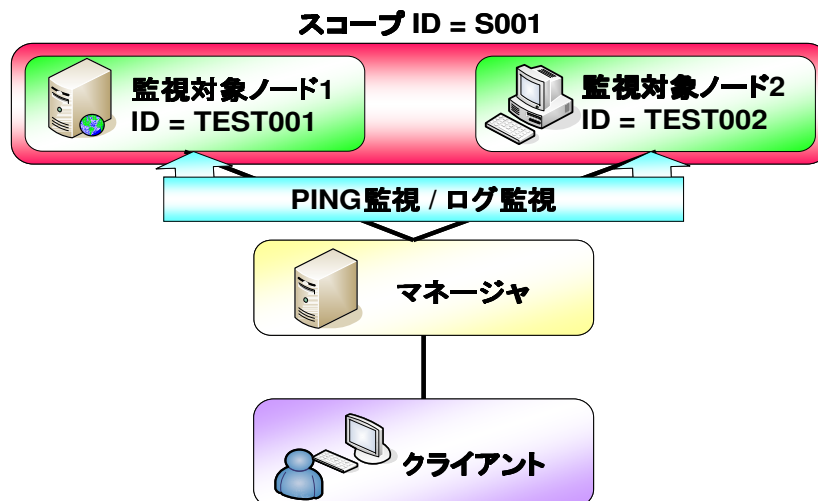 スコープ ID = S001
監視対象ノード1
ID = TEST001
監視対象ノード2
ID = TEST002
PING監視 / ログ監視
マネージャ
クライアント